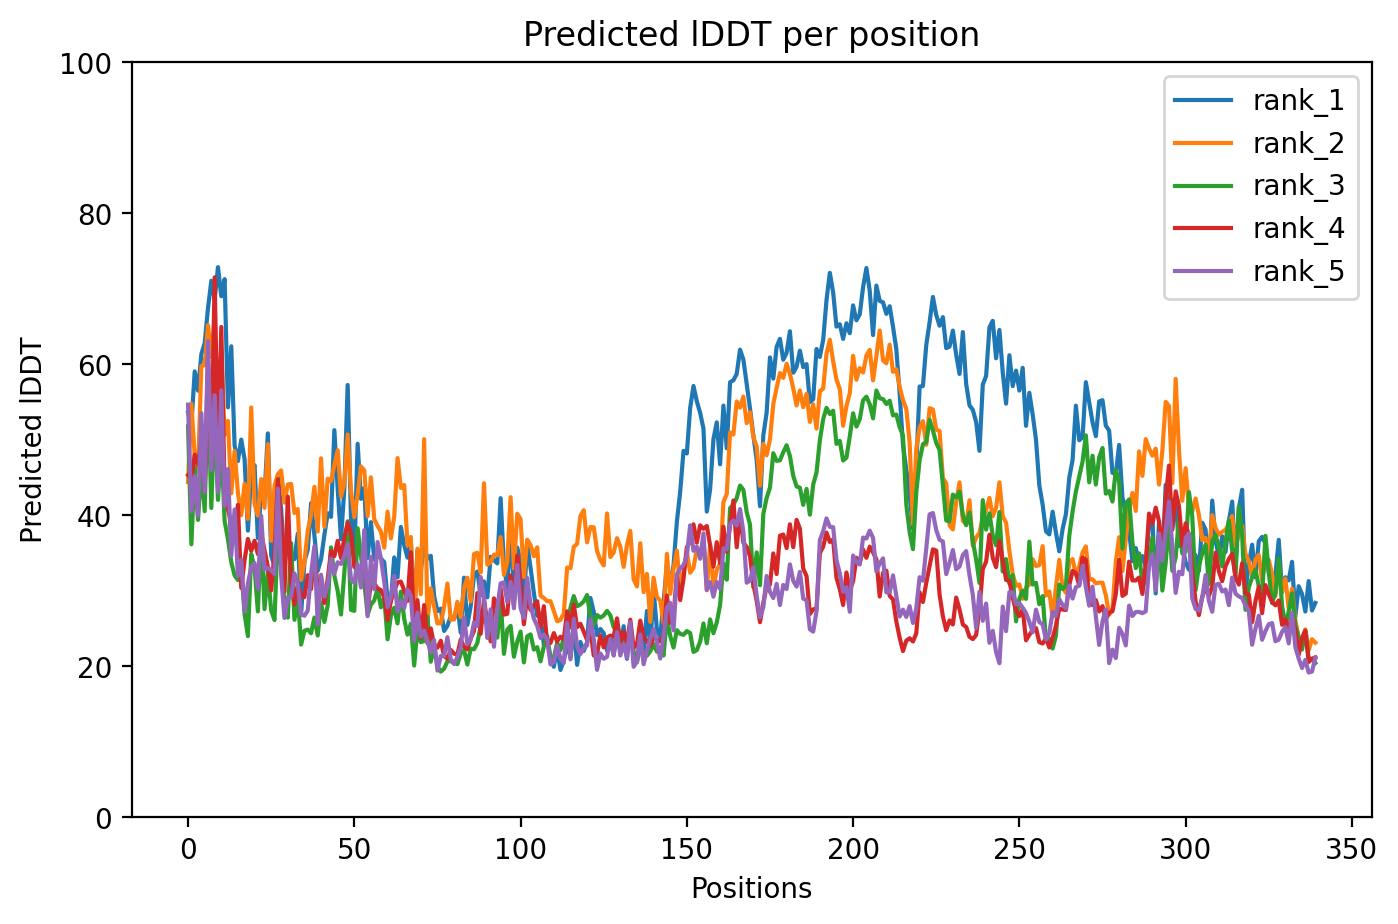 Predicted lDDT per position
Predicted lDDT
100
80
60
40
20
0
rank_1
rank_2
rank_3
rank_4
rank_5
0 50 100 150 200 250 300 350
Positions